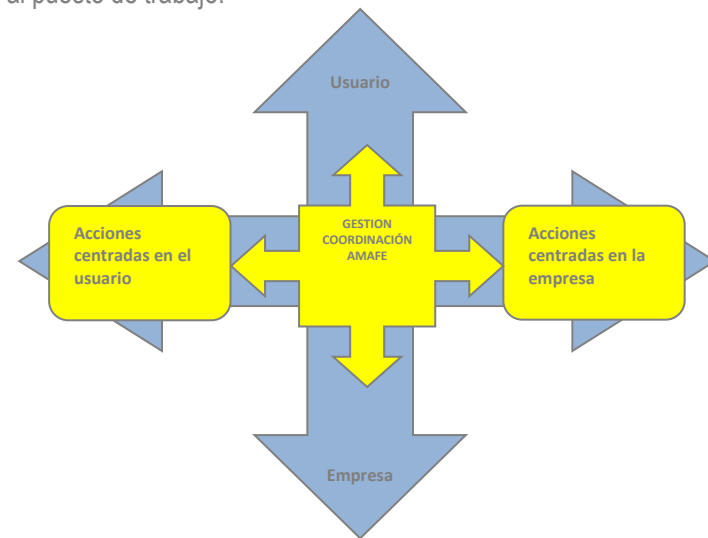 al puesto de trabajo.
Usuario
GESTION
COORDINACIÓN
AMAFE
Acciones
centradas en el
usuario
Acciones
centradas en la
empresa
Empresa